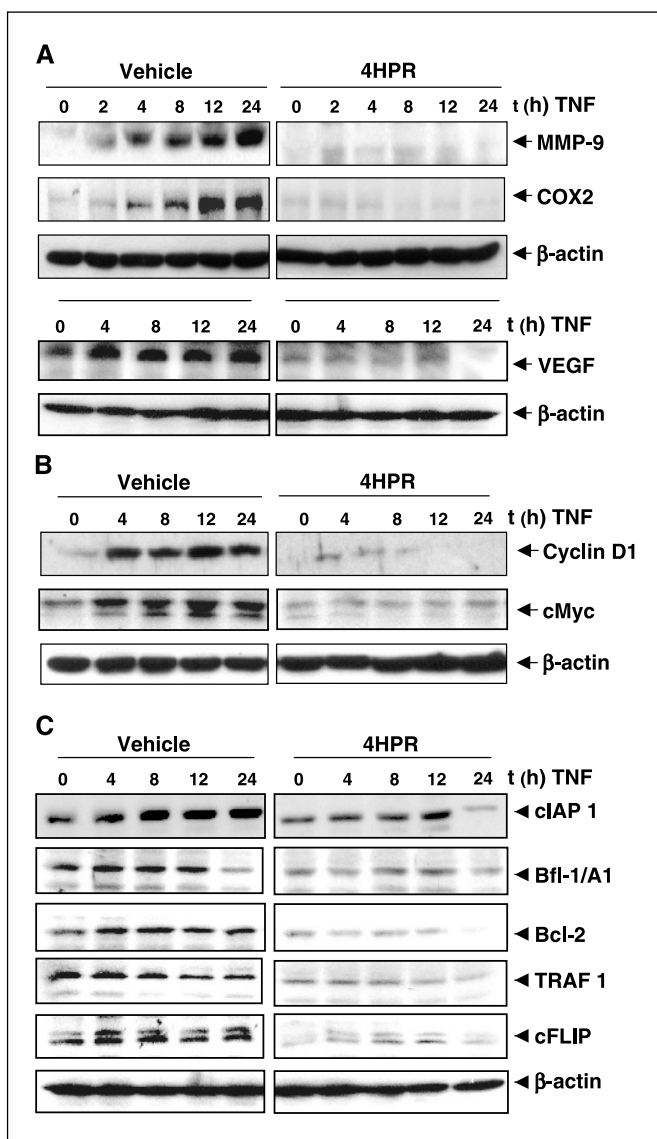 A
Vehicle 4HPR
0 2 4 8 12 24 0 2 4 8 12 24 t (h) TNF
MMP-9
COX2
β-actin
0 4 8 12 24 0 4 8 12 24 t (h) TNF
VEGF
β-actin
B
Vehicle 4HPR
0 4 8 12 24 0 4 8 12 24 t (h) TNF
Cyclin D1
cMyc
β-actin
C
Vehicle 4HPR
0 4 8 12 24 0 4 8 12 24 t (h) TNF
cIAP 1
Bfl-1/A1
Bcl-2
TRAF 1
cFLIP
β-actin